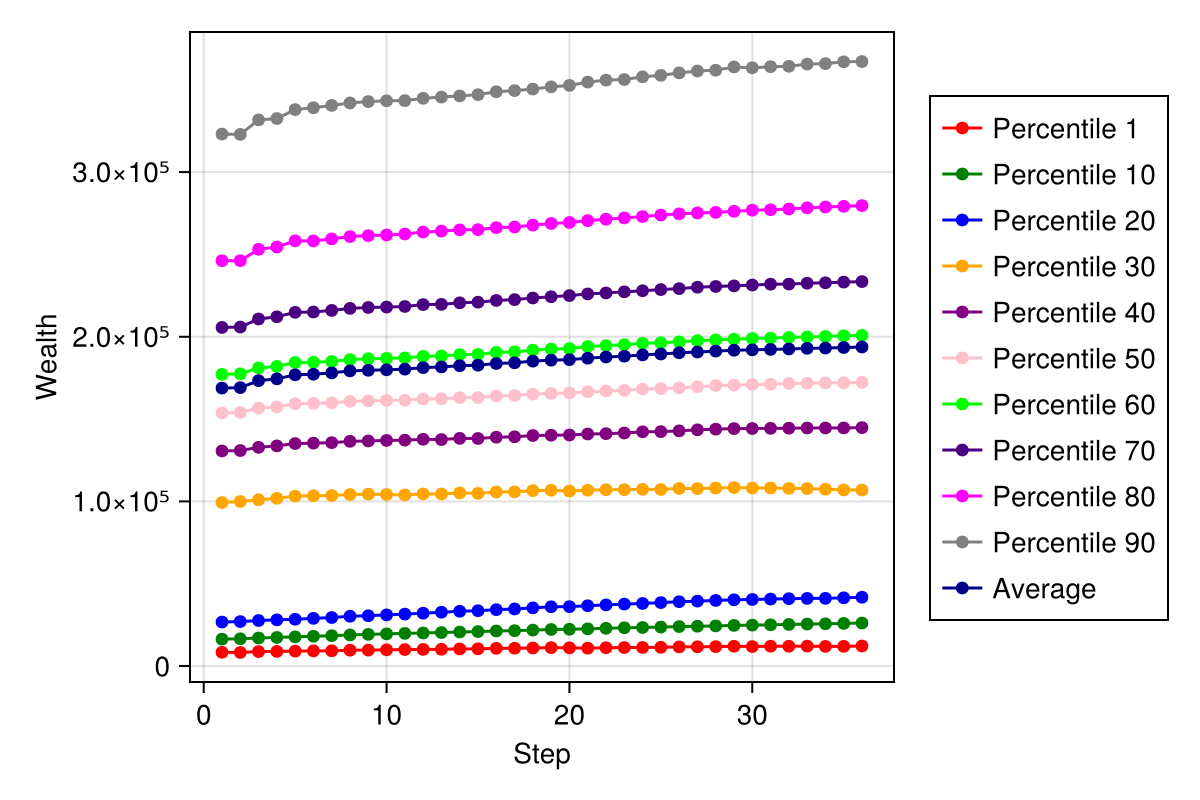 Wealth
3.0×10⁵
2.0×10⁵
1.0×10⁵
0
0 10 20 30
Step
Percentile 1
Percentile 10
Percentile 20
Percentile 30
Percentile 40
Percentile 50
Percentile 60
Percentile 70
Percentile 80
Percentile 90
Average